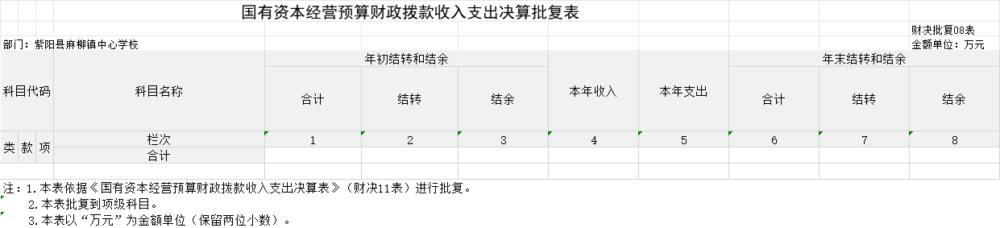 国有资本经营预算财政拨款收入支出决算批复表
财决批复08表
部门：紫阳县麻柳镇中心学校 金额单位：万元
科目代码 科目名称 年初结转和结余 本年收入 本年支出 年末结转和结余
合计 结转 结余 合计 结转 结余
类 款 项 栏次 1 2 3 4 5 6 7 8
合计
注：1.本表依据《国有资本经营预算财政拨款收入支出决算表》（财决11表）进行批复。
2.本表批复到项级科目。
3.本表以“万元”为金额单位（保留两位小数）。